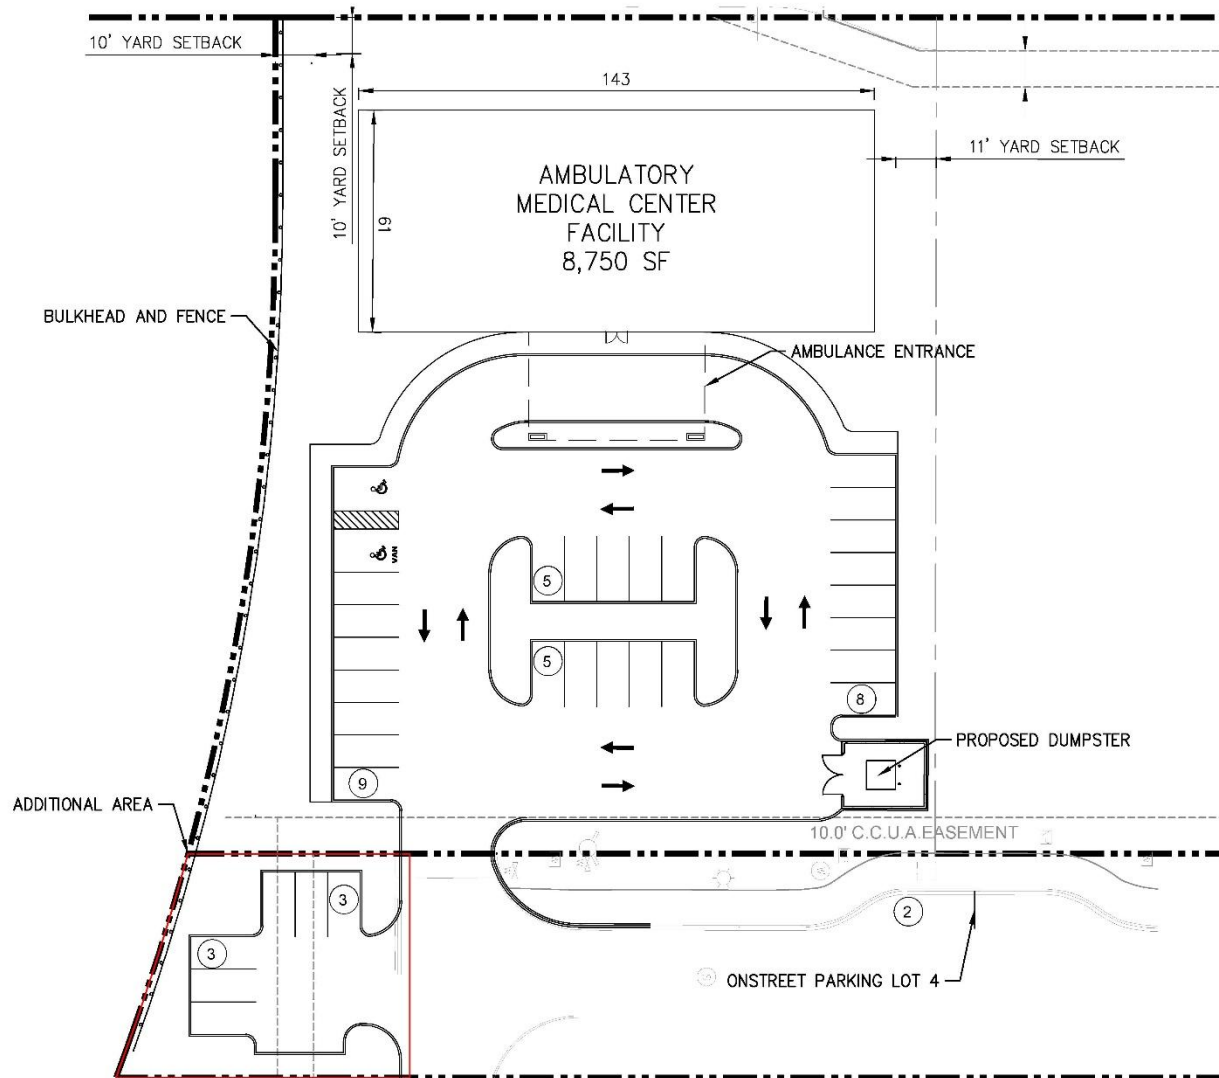 10' YARD SETBACK
143
10' YARD SETBACK
11' YARD SETBACK
AMBULATORY
MEDICAL CENTER
FACILITY
8,750 SF
61
BULKHEAD AND FENCE
AMBULANCE ENTRANCE
VAN
5
5
8
PROPOSED DUMPSTER
9
ADDITIONAL AREA
10.0' C.C.U.A.EASEMENT
3
2
3
ONSTREET PARKING LOT 4